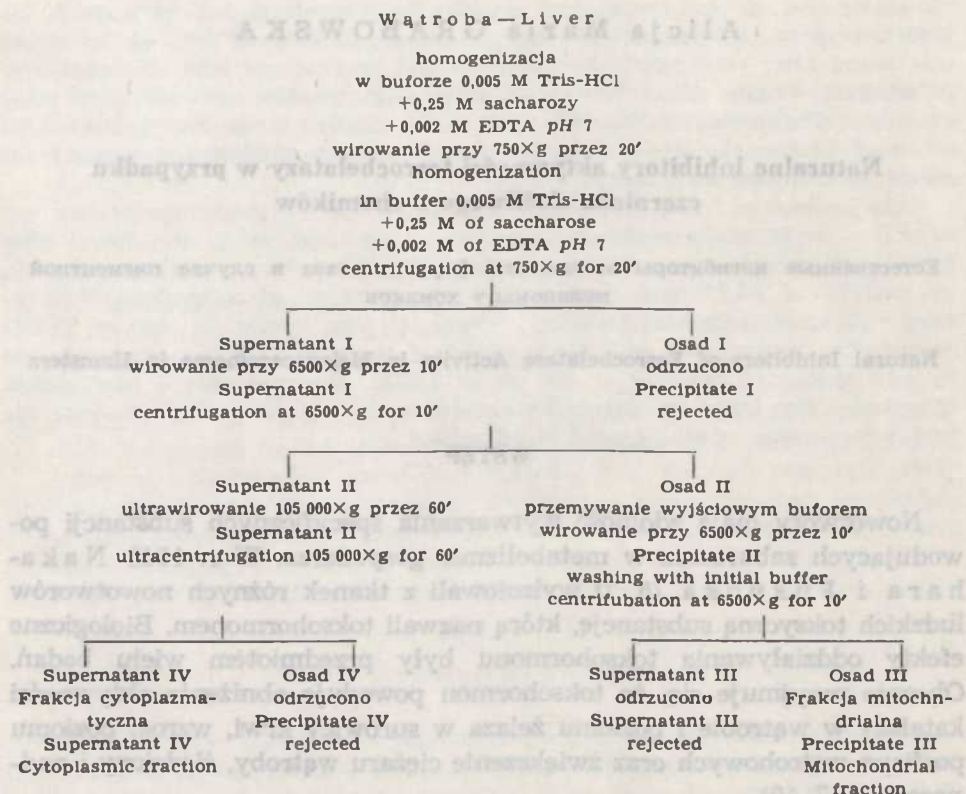 Wątroba — Liver
homogenizacja
w buforze 0,005 M Tris-HCl
+0,25 M sacharozy
+0,002 M EDTA pH 7
wirowanie przy 750×g przez 20′
homogenization
in buffer 0,005 M Tris-HCl
+0,25 M of saccharose
+0,002 M of EDTA pH 7
centrifugation at 750×g for 20′
Supernatant I
wirowanie przy 6500×g przez 10′
Supernatant I
centrifugation at 6500×g for 10′
Osad I
odrzucono
Precipitate I
rejected
Supernatant II
ultrawirowanie 105 000×g przez 60′
Supernatant II
ultracentrifugation 105 000×g for 60′
Osad II
przemywanie wyjściowym buforem
wirowanie przy 6500×g przez 10′
Precipitate II
Washing with initial buffer
centrifubation at 6500×g for 10′
Supernatant IV
Frakcja cytoplazma-
tyczna
Supernatant IV
Cytoplasmic fraction
Osad IV
odrzucono
Precipitate IV
rejected
Supernatant III
odrzucono
Supernatant III
rejected
Osad III
Frakcja mitochn-
drialna
Precipitate III
Mitochondrial
fraction